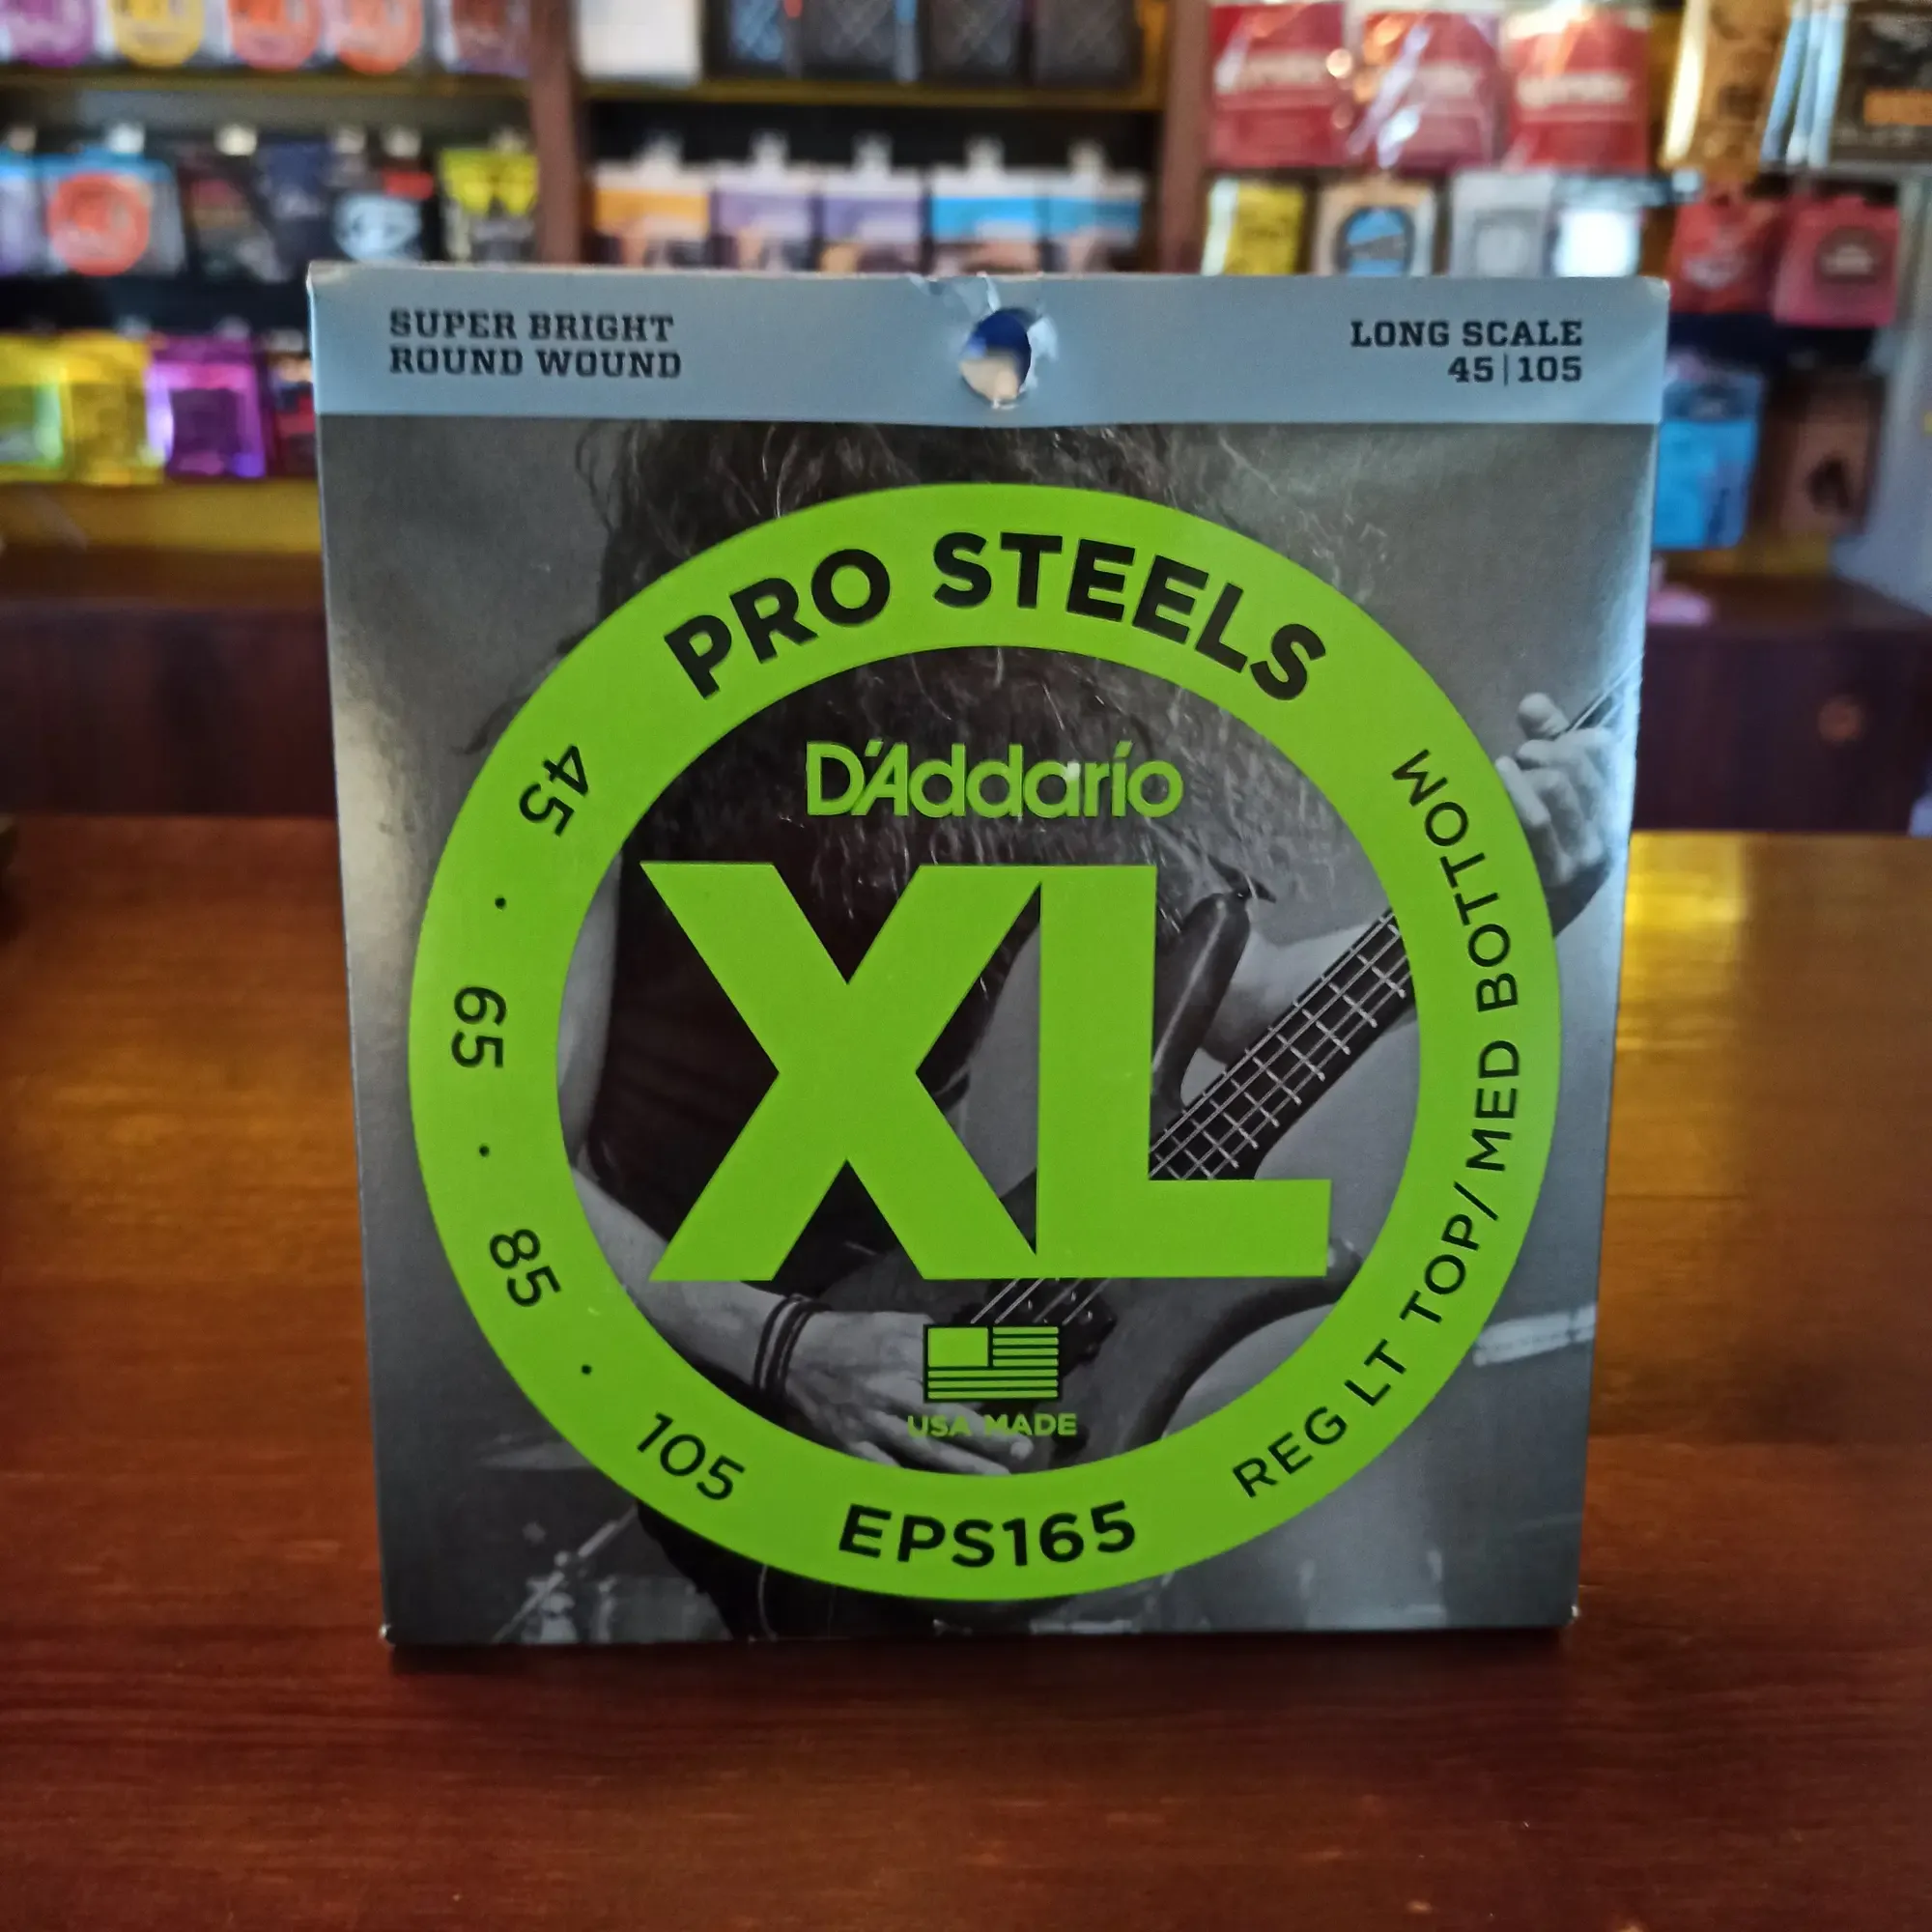 SUPER BRIGHT
ROUND WOUND
LONG SCALE
45|105
PRO STEELS
D'Addarío
XL
USA MADE
45 · 65 · 85 · 105
EPS165
REG LT TOP/MED BOTTOM